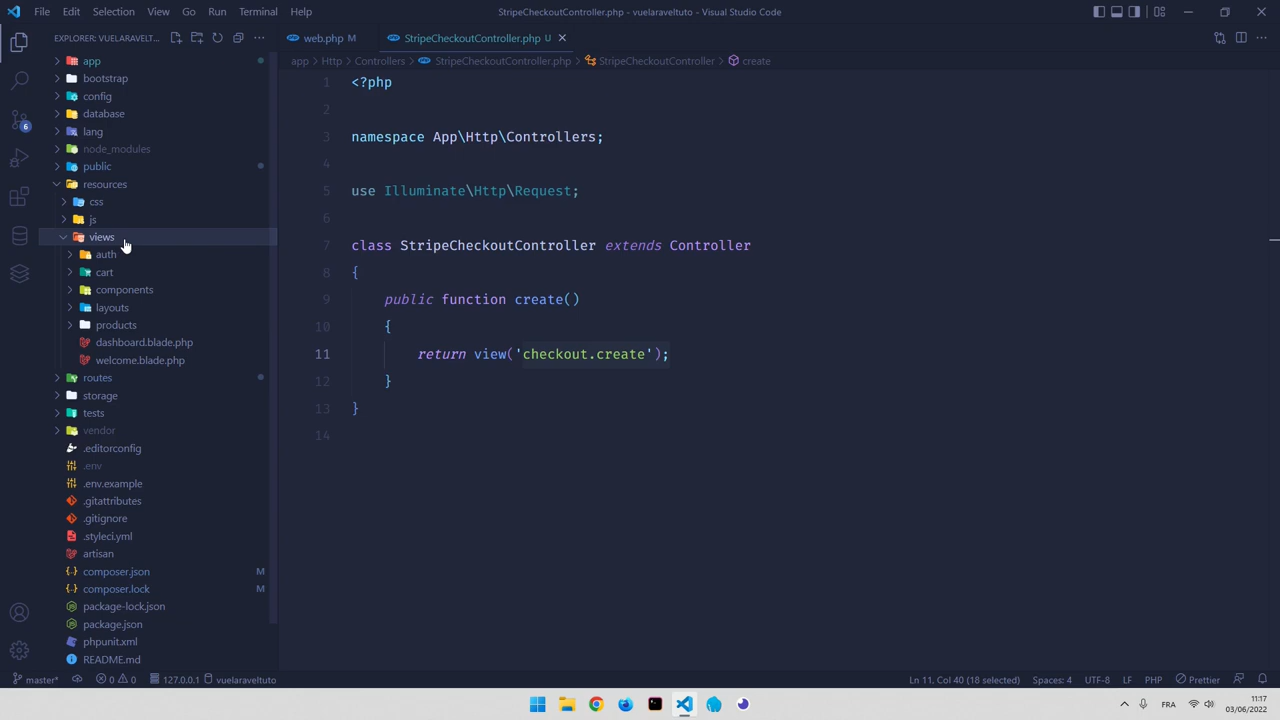 File Edit Selection View Go Run Terminal Help
StripeCheckoutController.php - vuelaraveltuto - Visual Studio Code
EXPLORER: VUELARAVELT...
web.php M
StripeCheckoutController.php U
app > Http > Controllers > StripeCheckoutController.php > StripeCheckoutController > create
app
bootstrap
config
database
lang
node_modules
public
resources
css
js
views
auth
cart
components
layouts
products
dashboard.blade.php
welcome.blade.php
routes
storage
tests
vendor
.editorconfig
.env
.env.example
.gitattributes
.gitignore
.styleci.yml
artisan
composer.json M
composer.lock M
package-lock.json
package.json
phpunit.xml
README.md
6
1 <?php
2
3 namespace App\Http\Controllers;
4
5 use Illuminate\Http\Request;
6
7 class StripeCheckoutController extends Controller
8 {
9 public function create()
10 {
11 return view('checkout.create');
12 }
13 }
14
master* 0 0 127.0.0.1 vuelaraveltuto
Ln 11, Col 40 (18 selected) Spaces: 4 UTF-8 LF PHP Prettier
FRA
11:17
03/06/2022